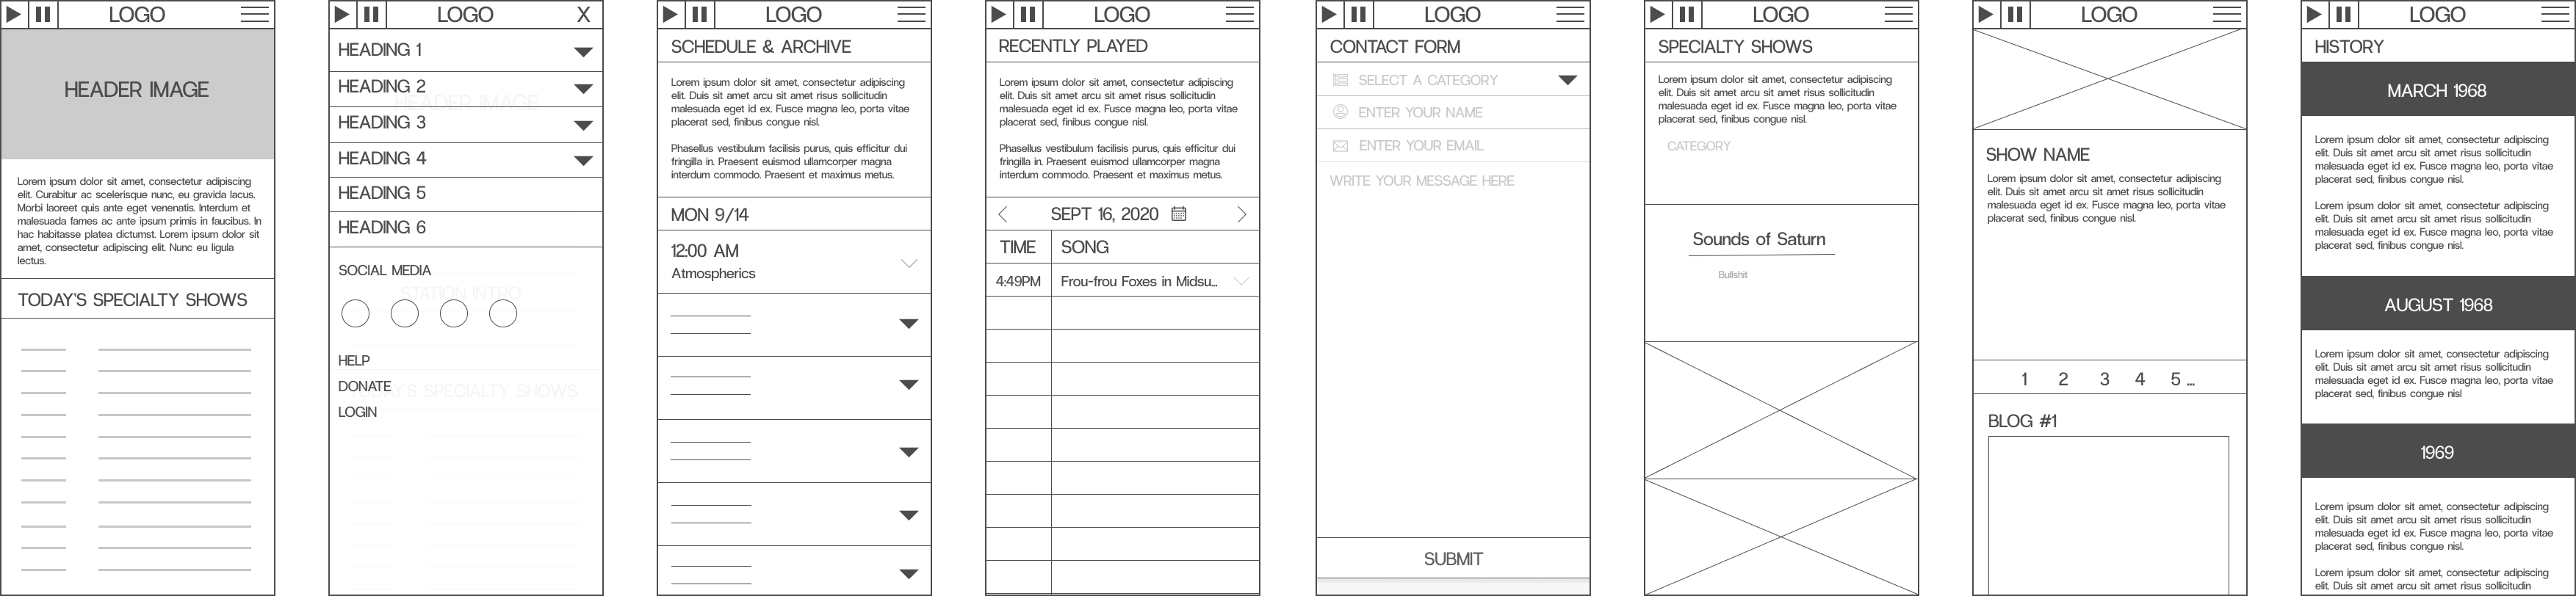 LOGO
HEADER IMAGE
Lorem ipsum dolor sit amet, consectetur adipiscing
elit. Curabitur ac scelerisque nunc, eu gravida lacus.
Morbi laoreet quis ante eget venenatis. Interdum et
malesuada fames ac ante ipsum primis in faucibus. In
hac habitasse platea dictumst. Lorem ipsum dolor sit
amet, consectetur adipiscing elit. Nunc eu ligula
lectus.
TODAY'S SPECIALTY SHOWS
LOGO
X
HEADING 1
HEADING 2
HEADER IMAGE
HEADING 3
HEADING 4
HEADING 5
HEADING 6
SOCIAL MEDIA
STATION INTRO
HELP
DONATE
TODAY'S SPECIALTY SHOWS
LOGIN
LOGO
SCHEDULE & ARCHIVE
Lorem ipsum dolor sit amet, consectetur adipiscing
elit. Duis sit amet arcu sit amet risus sollicitudin
malesuada eget id ex. Fusce magna leo, porta vitae
placerat sed, finibus congue nisl.
Phasellus vestibulum facilisis purus, quis efficitur dui
fringilla in. Praesent euismod ullamcorper magna
interdum commodo. Praesent et maximus metus.
MON 9/14
12:00 AM
Atmospherics
LOGO
RECENTLY PLAYED
Lorem ipsum dolor sit amet, consectetur adipiscing
elit. Duis sit amet arcu sit amet risus sollicitudin
malesuada eget id ex. Fusce magna leo, porta vitae
placerat sed, finibus congue nisl.
Phasellus vestibulum facilisis purus, quis efficitur dui
fringilla in. Praesent euismod ullamcorper magna
interdum commodo. Praesent et maximus metus.
SEPT 16, 2020
TIME SONG
4:49PM Frou-frou Foxes in Midsu...
LOGO
CONTACT FORM
SELECT A CATEGORY
ENTER YOUR NAME
ENTER YOUR EMAIL
WRITE YOUR MESSAGE HERE
SUBMIT
LOGO
SPECIALTY SHOWS
Lorem ipsum dolor sit amet, consectetur adipiscing
elit. Duis sit amet arcu sit amet risus sollicitudin
malesuada eget id ex. Fusce magna leo, porta vitae
placerat sed, finibus congue nisl.
CATEGORY
Sounds of Saturn
Bullshit
LOGO
SHOW NAME
Lorem ipsum dolor sit amet, consectetur adipiscing
elit. Duis sit amet arcu sit amet risus sollicitudin
malesuada eget id ex. Fusce magna leo, porta vitae
placerat sed, finibus congue nisl.
1 2 3 4 5 ...
BLOG #1
LOGO
HISTORY
MARCH 1968
Lorem ipsum dolor sit amet, consectetur adipiscing
elit. Duis sit amet arcu sit amet risus sollicitudin
malesuada eget id ex. Fusce magna leo, porta vitae
placerat sed, finibus congue nisl.
Lorem ipsum dolor sit amet, consectetur adipiscing
elit. Duis sit amet arcu sit amet risus sollicitudin
malesuada eget id ex. Fusce magna leo, porta vitae
placerat sed, finibus congue nisl.
AUGUST 1968
Lorem ipsum dolor sit amet, consectetur adipiscing
elit. Duis sit amet arcu sit amet risus sollicitudin
malesuada eget id ex. Fusce magna leo, porta vitae
placerat sed, finibus congue nisl
1969
Lorem ipsum dolor sit amet, consectetur adipiscing
elit. Duis sit amet arcu sit amet risus sollicitudin
malesuada eget id ex. Fusce magna leo, porta vitae
placerat sed, finibus congue nisl.
Lorem ipsum dolor sit amet, consectetur adipiscing
elit. Duis sit amet arcu sit amet risus sollicitudin